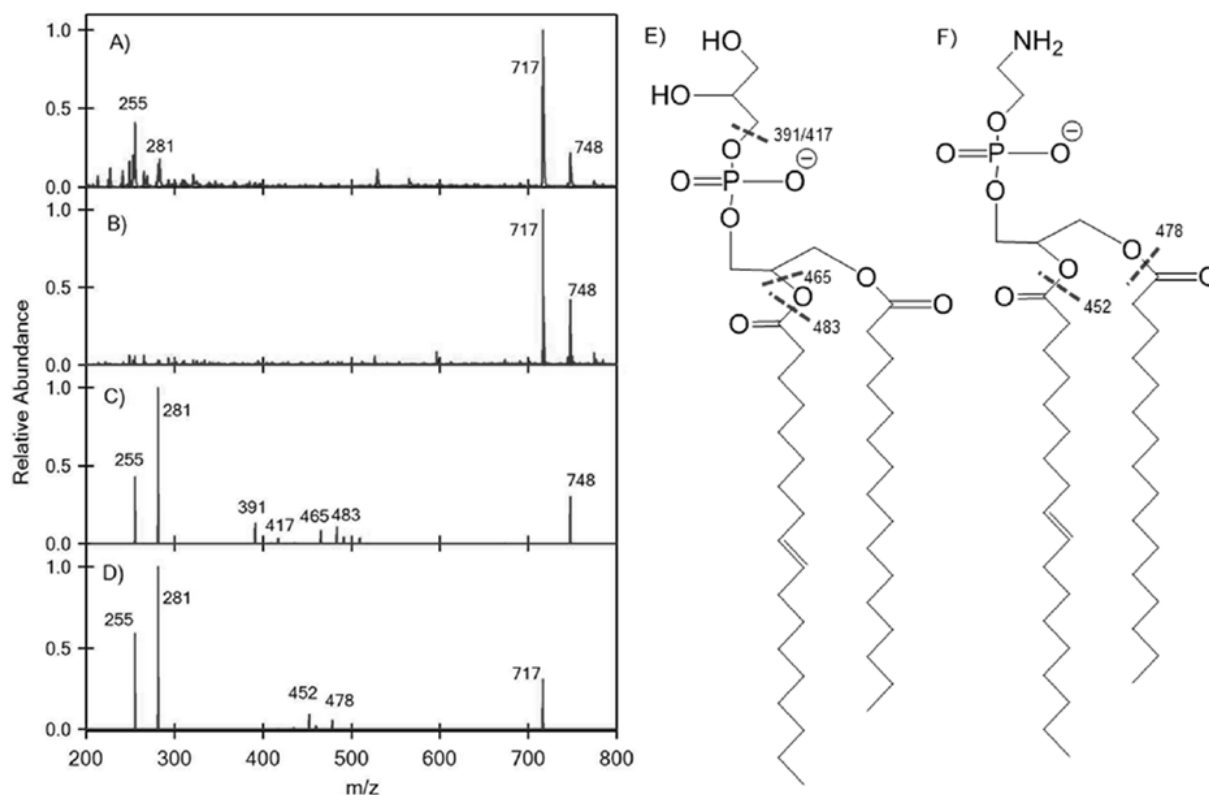 A)
1.0
0.5
0.0
255
281
717
748
B)
1.0
0.5
0.0
717
748
C)
1.0
0.5
0.0
255
281
391
417
465
483
748
D)
1.0
0.5
0.0
255
281
452
478
717
200
300
400
500
600
700
800
m/z
Relative Abundance
E)
HO
HO
O
391/417
O=P O⊖
O
465
O
O
483
O
O
F)
NH2
O
O=P O⊖
O
478
O
O
O
452
O